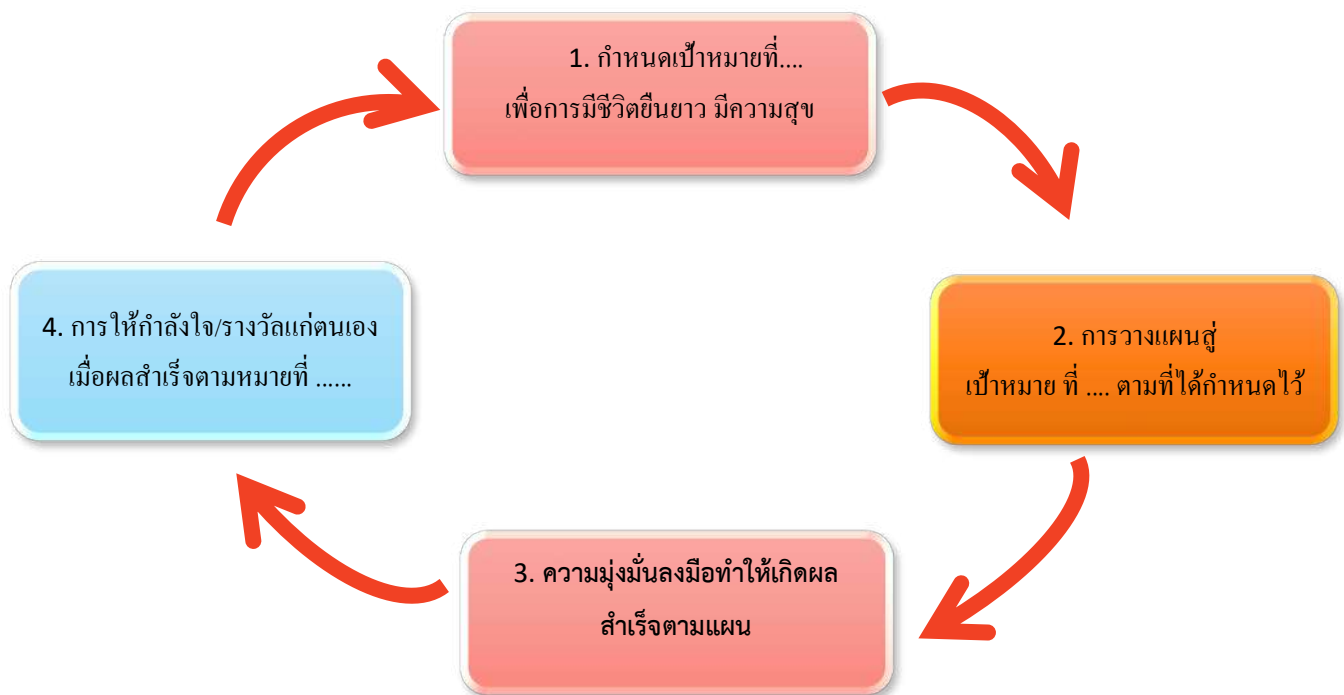 1. กำหนดเป้าหมายที่....
เพื่อการมีชีวิตยืนยาว มีความสุข
2. การวางแผนสู่
เป้าหมาย ที่ .... ตามที่ได้กำหนดไว้
3. ความมุ่งมั่นลงมือทำให้เกิดผล
สำเร็จตามแผน
4. การให้กำลังใจ/รางวัลแก่ตนเอง
เมื่อผลสำเร็จตามหมายที่ ......